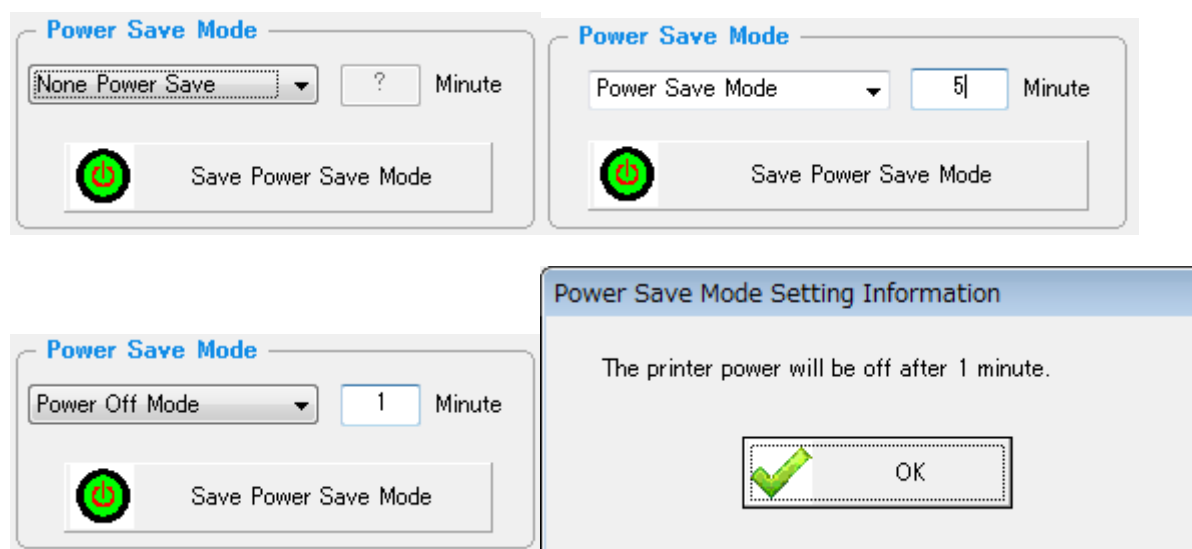 Power Save Mode
None Power Save ? Minute
Save Power Save Mode
Power Save Mode
Power Save Mode 5 Minute
Save Power Save Mode
Power Save Mode
Power Off Mode 1 Minute
Save Power Save Mode
Power Save Mode Setting Information
The printer power will be off after 1 minute.
OK